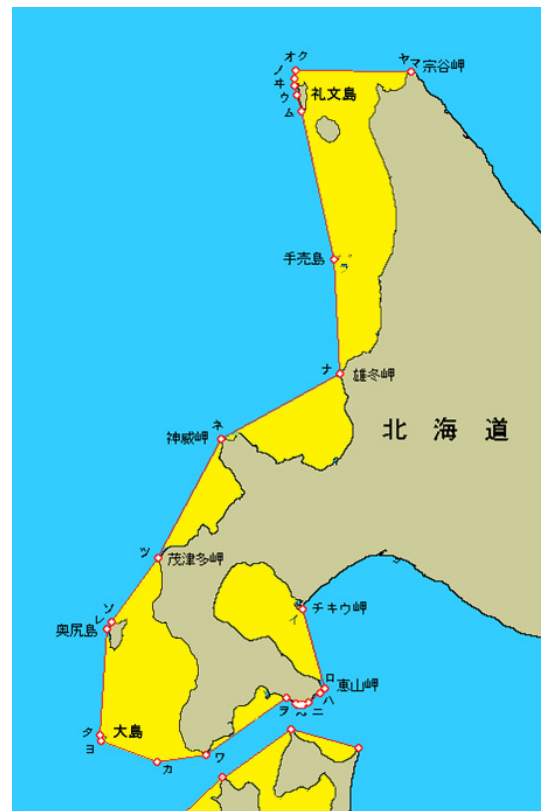 オク
ヤマ 宗谷岬
ノ
ヰ
礼文島
ウ
ム
手売島
ラ
ナ
雄冬岬
北海道
ネ
神威岬
ツ
茂津多岬
ソ
レ
チキウ岬
イ
奥尻島
ロ
恵山岬
ハ
ニ
ヲ
タ
大島
ヨ
ワ
カ